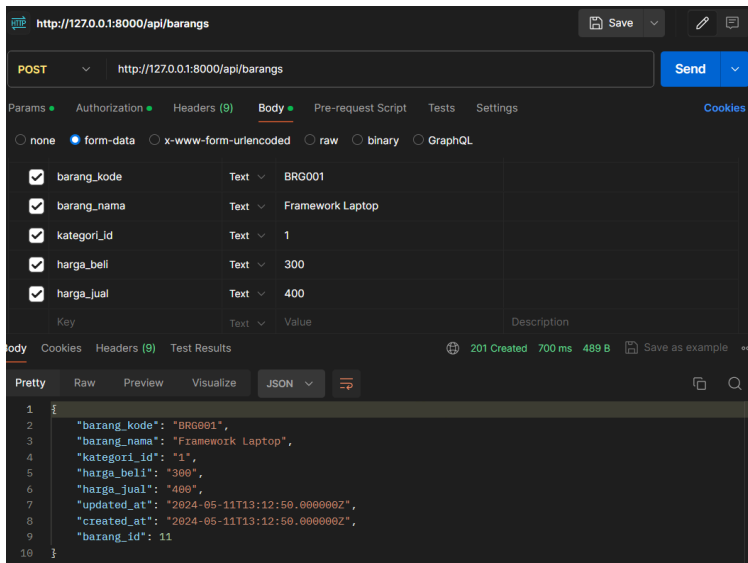 HTTP http://127.0.0.1:8000/api/barangs Save
POST http://127.0.0.1:8000/api/barangs Send
Params Authorization Headers (9) Body Pre-request Script Tests Settings Cookies
none form-data x-www-form-urlencoded raw binary GraphQL
barang_kode Text BRG001
barang_nama Text Framework Laptop
kategori_id Text 1
harga_beli Text 300
harga_jual Text 400
Key Text Value Description
Body Cookies Headers (9) Test Results 201 Created 700 ms 489 B Save as example
Pretty Raw Preview Visualize JSON
1 {
2 "barang_kode": "BRG001",
3 "barang_nama": "Framework Laptop",
4 "kategori_id": "1",
5 "harga_beli": "300",
6 "harga_jual": "400",
7 "updated_at": "2024-05-11T13:12:50.000000Z",
8 "created_at": "2024-05-11T13:12:50.000000Z",
9 "barang_id": 11
10 }